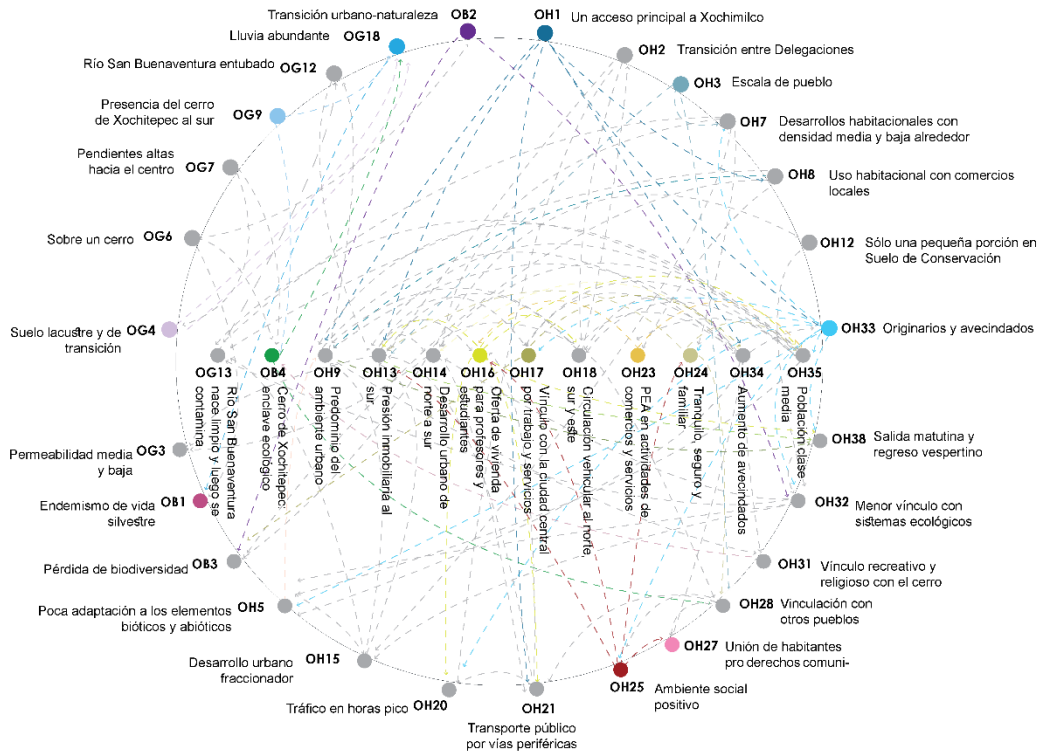 Transición urbano-naturaleza OB2
OH1 Un acceso principal a Xochimilco
Lluvia abundante OG18
OH2 Transición entre Delegaciones
Río San Buenaventura entubado OG12
OH3 Escala de pueblo
Presencia del cerro
de Xochitepec al sur
OG9
OH7 Desarrollos habitacionales con
densidad media y baja alrededor
Pendientes altas
hacia el centro
OG7
OH8 Uso habitacional con comercios
locales
Sobre un cerro OG6
OH12 Sólo una pequeña porción en
Suelo de Conservación
Suelo lacustre y de
transición
OG4
OH33 Originarios y avecindados
OG13
Río San Buenaventura
nace limpio y luego se
contamina
OB4
Cerro de Xochitepec:
enclave ecológico
OH9
Predominio del
ambiente urbano
OH13
Presión inmobiliaria al
sur
OH14
Desarrollo urbano de
norte a sur
OH16
Oferta de vivienda
para profesores y
estudiantes
OH17
Vínculo con la ciudad central
por trabajo y servicios
OH18
Circulación vehicular al norte,
sur y este
OH23
PEA en actividades de
comercios y servicios
OH24
Tranquilo, seguro y
familiar
OH34
Aumento de avecindados
OH35
Población clase
media
Permeabilidad media
y baja
OG3
OH38 Salida matutina y
regreso vespertino
Endemismo de vida
silvestre
OB1
OH32 Menor vínculo con
sistemas ecológicos
Pérdida de biodiversidad OB3
OH31 Vínculo recreativo y
religioso con el cerro
Poca adaptación a los elementos
bióticos y abióticos
OH5
OH28 Vinculación con
otros pueblos
Desarrollo urbano
fraccionador
OH15
OH27 Unión de habitantes
pro derechos comuni-
Tráfico en horas pico OH20
OH21
Transporte público
por vías periféricas
OH25 Ambiente social
positivo